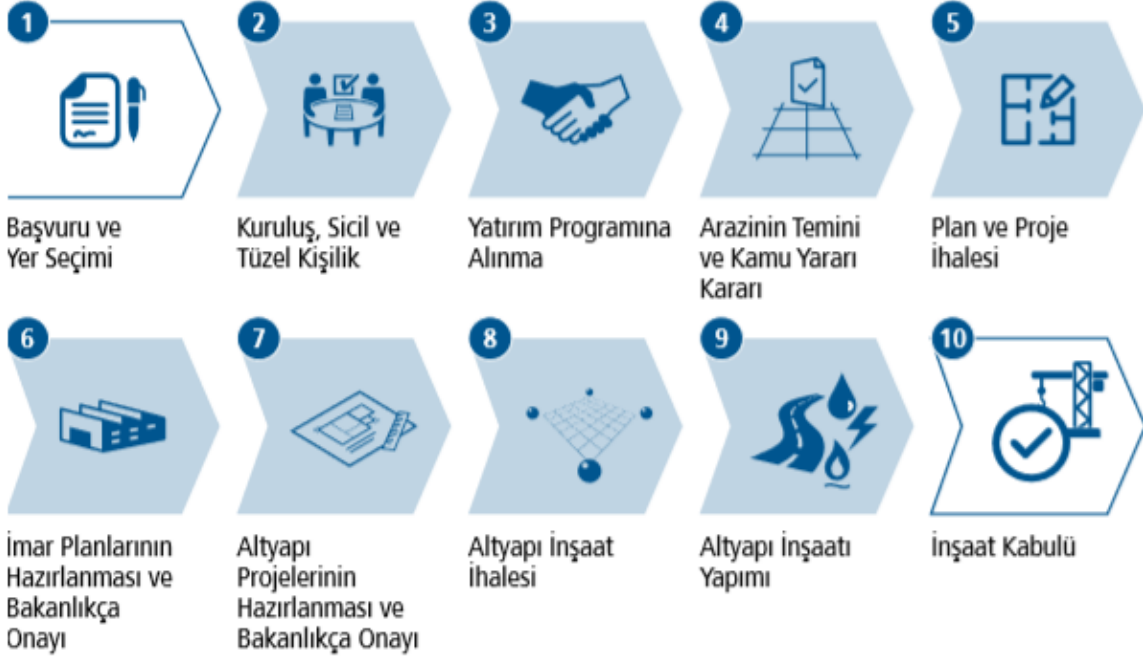 1
Başvuru ve
Yer Seçimi
2
Kuruluş, Sicil ve
Tüzel Kişilik
3
Yatırım Programına
Alınma
4
Arazinin Temini
ve Kamu Yararı
Kararı
5
Plan ve Proje
İhalesi
6
İmar Planlarının
Hazırlanması ve
Bakanlıkça
Onayı
7
Altyapı
Projelerinin
Hazırlanması ve
Bakanlıkça Onayı
8
Altyapı İnşaat
İhalesi
9
Altyapı İnşaatı
Yapımı
10
İnşaat Kabulü